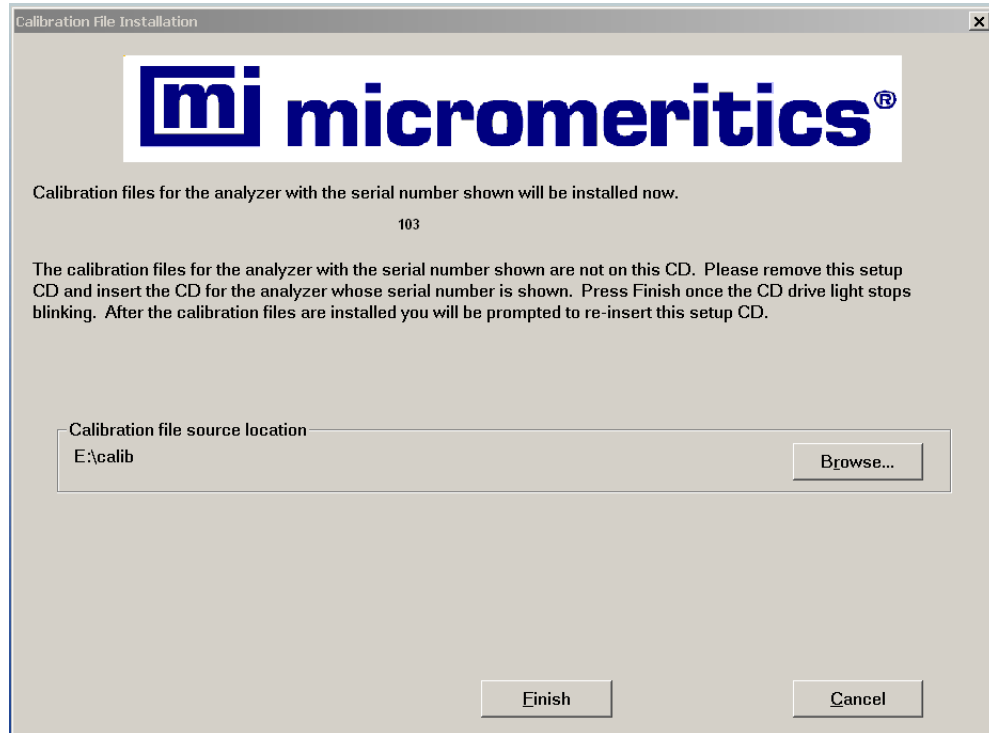 Calibration File Installation
mi micromeritics®
Calibration files for the analyzer with the serial number shown will be installed now.
103
The calibration files for the analyzer with the serial number shown are not on this CD. Please remove this setup
CD and insert the CD for the analyzer whose serial number is shown. Press Finish once the CD drive light stops
blinking. After the calibration files are installed you will be prompted to re-insert this setup CD.
Calibration file source location
E:\calib
Browse...
Finish
Cancel